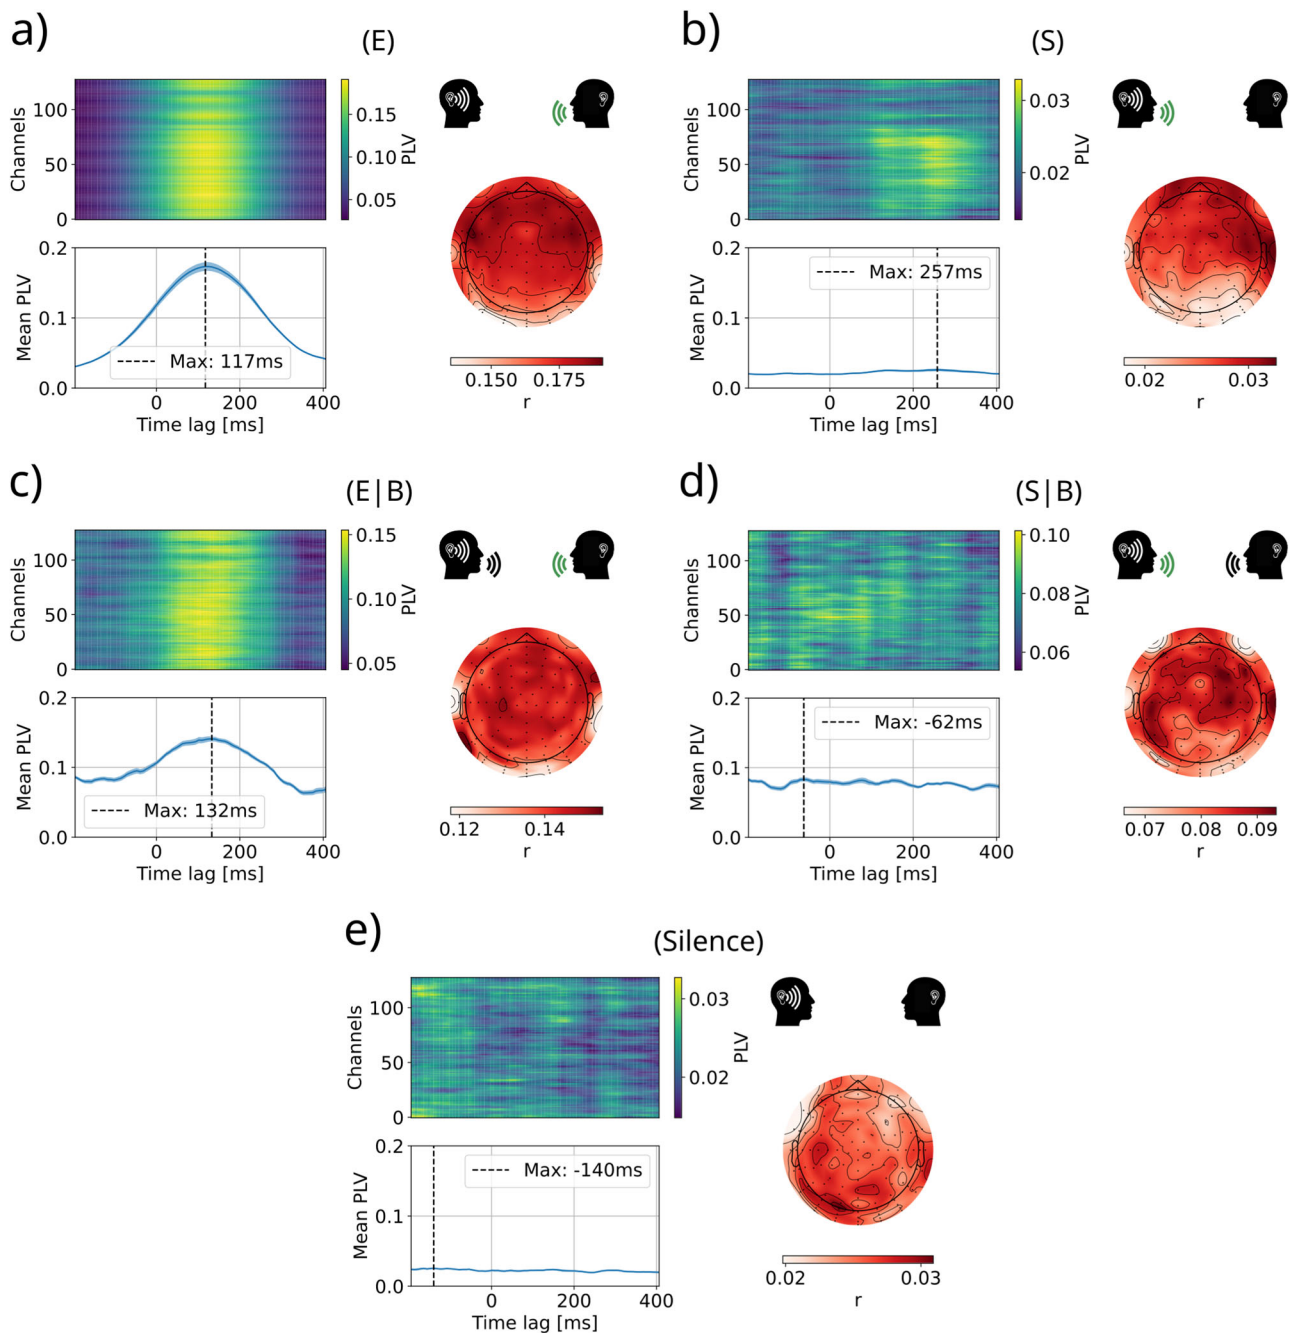 a)
(E)
100
50
0
Channels
0.15
0.10
0.05
PLV
0.2
0.1
0.0
Mean PLV
Max: 117ms
0
200
400
Time lag [ms]
0.150
0.175
r
b)
(S)
100
50
0
Channels
0.03
0.02
PLV
0.2
0.1
0.0
Mean PLV
Max: 257ms
0
200
400
Time lag [ms]
0.02
0.03
r
c)
(E|B)
100
50
0
Channels
0.15
0.10
0.05
PLV
0.2
0.1
0.0
Mean PLV
Max: 132ms
0
200
400
Time lag [ms]
0.12
0.14
r
d)
(S|B)
100
50
0
Channels
0.10
0.08
0.06
PLV
0.2
0.1
0.0
Mean PLV
Max: -62ms
0
200
400
Time lag [ms]
0.07
0.08
0.09
r
e)
(Silence)
100
50
0
Channels
0.03
0.02
PLV
0.2
0.1
0.0
Mean PLV
Max: -140ms
0
200
400
Time lag [ms]
0.02
0.03
r